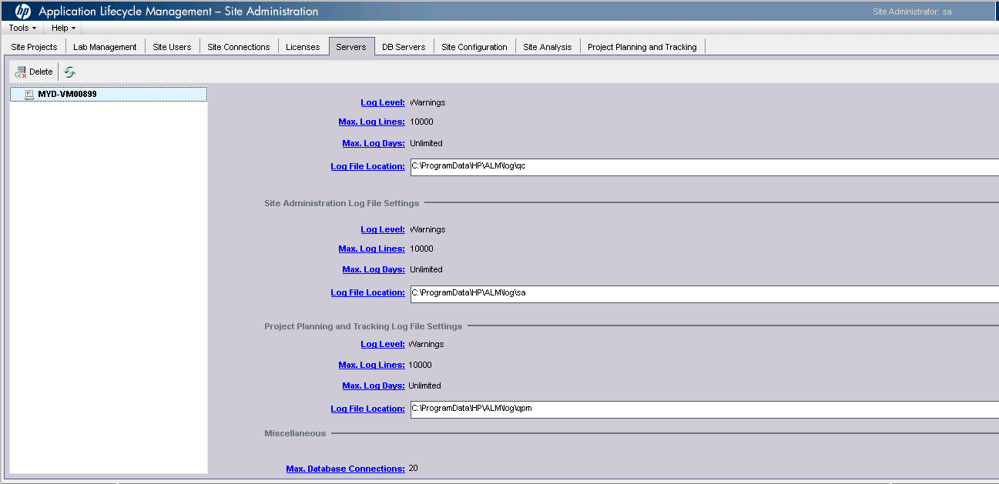 hp Application Lifecycle Management – Site Administration Site Administrator: sa
Tools Help
Site Projects Lab Management Site Users Site Connections Licenses Servers DB Servers Site Configuration Site Analysis Project Planning and Tracking
Delete
MYD-VM00899
Log Level: Warnings
Max. Log Lines: 10000
Max. Log Days: Unlimited
Log File Location: C:\ProgramData\HP\ALM\log\qc
Site Administration Log File Settings
Log Level: Warnings
Max. Log Lines: 10000
Max. Log Days: Unlimited
Log File Location: C:\ProgramData\HP\ALM\log\sa
Project Planning and Tracking Log File Settings
Log Level: Warnings
Max. Log Lines: 10000
Max. Log Days: Unlimited
Log File Location: C:\ProgramData\HP\ALM\log\qpm
Miscellaneous
Max. Database Connections: 20